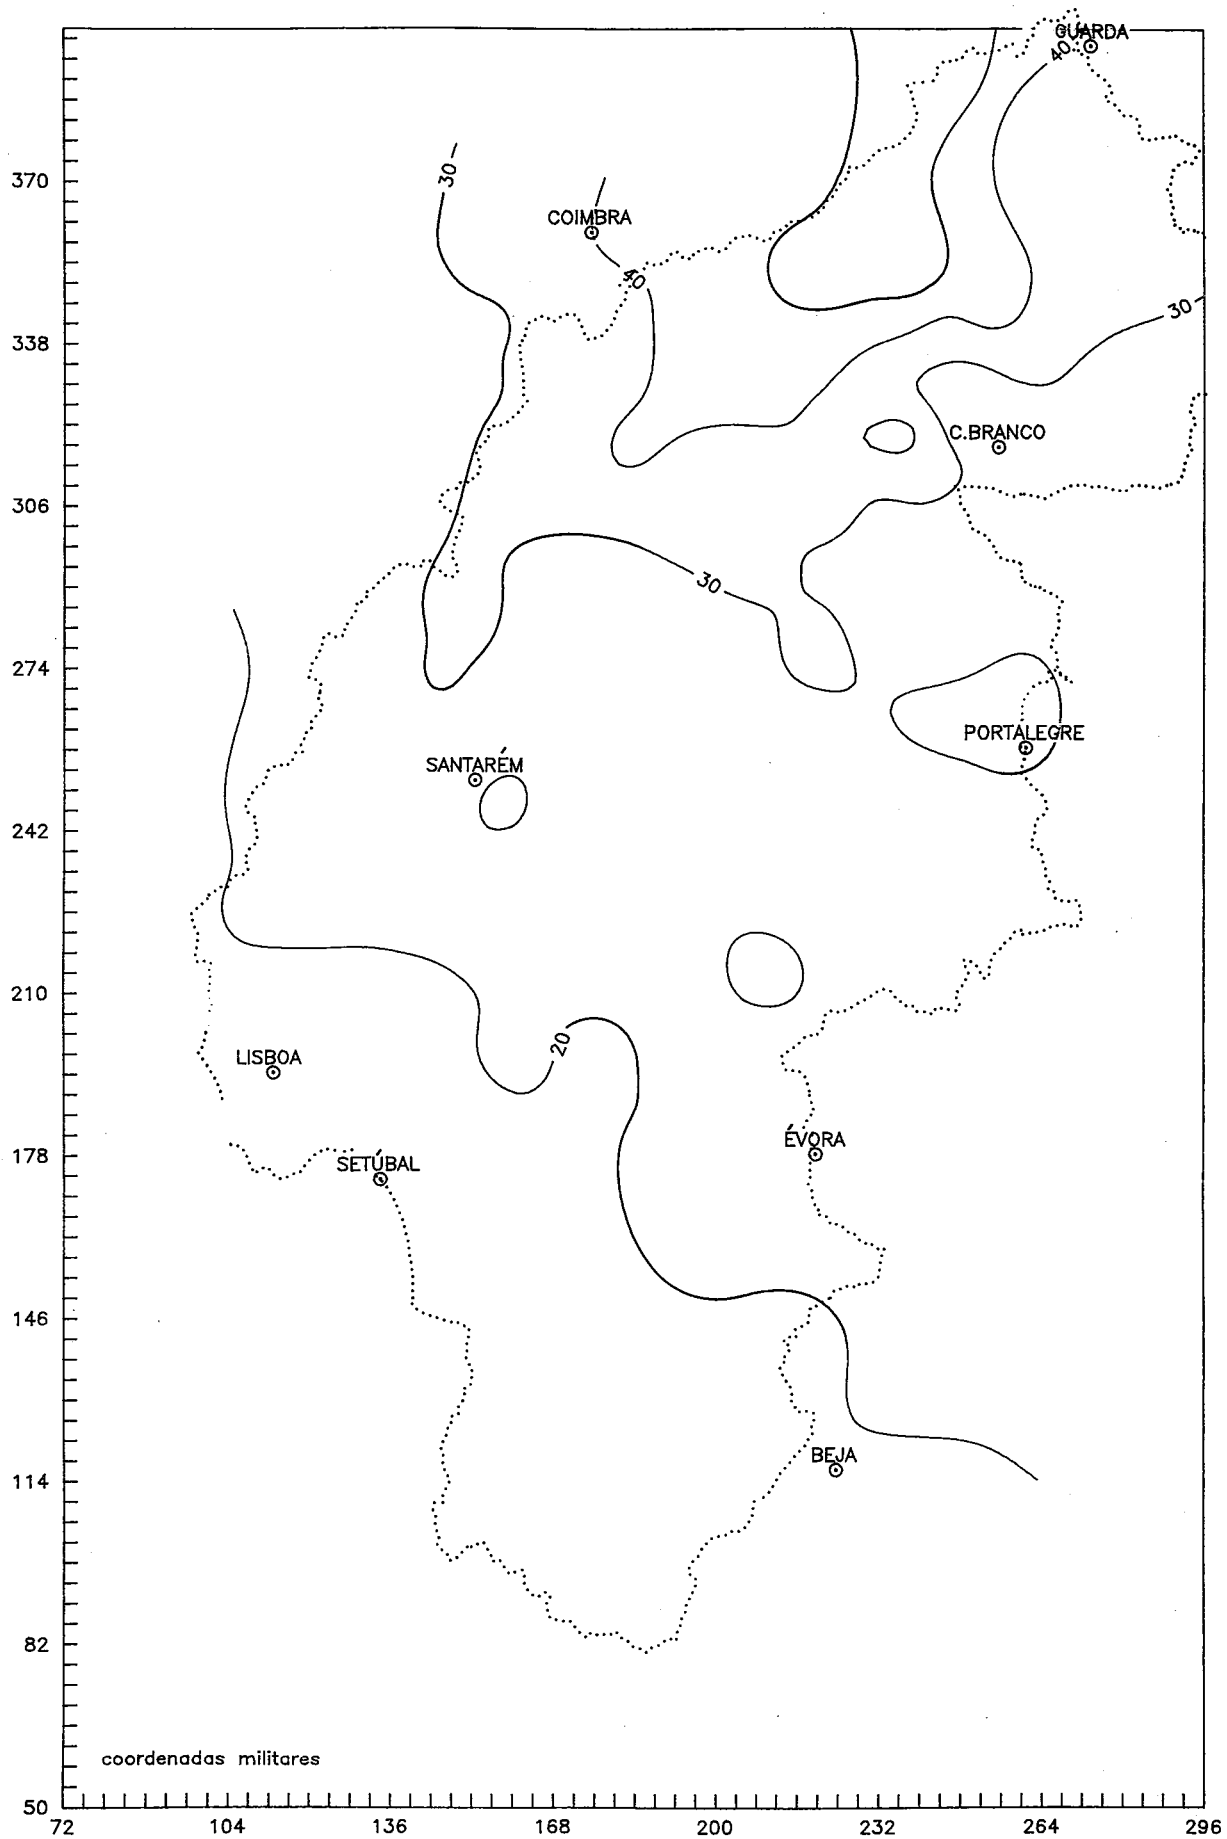 GUARDA
40
30
370
COIMBRA
40
30
338
C.BRANCO
306
30
274
PORTALEGRE
SANTARÉM
242
210
20
LISBOA
ÉVORA
178
SETÚBAL
146
BEJA
114
82
coordenadas militares
50
72 104 136 168 200 232 264 296